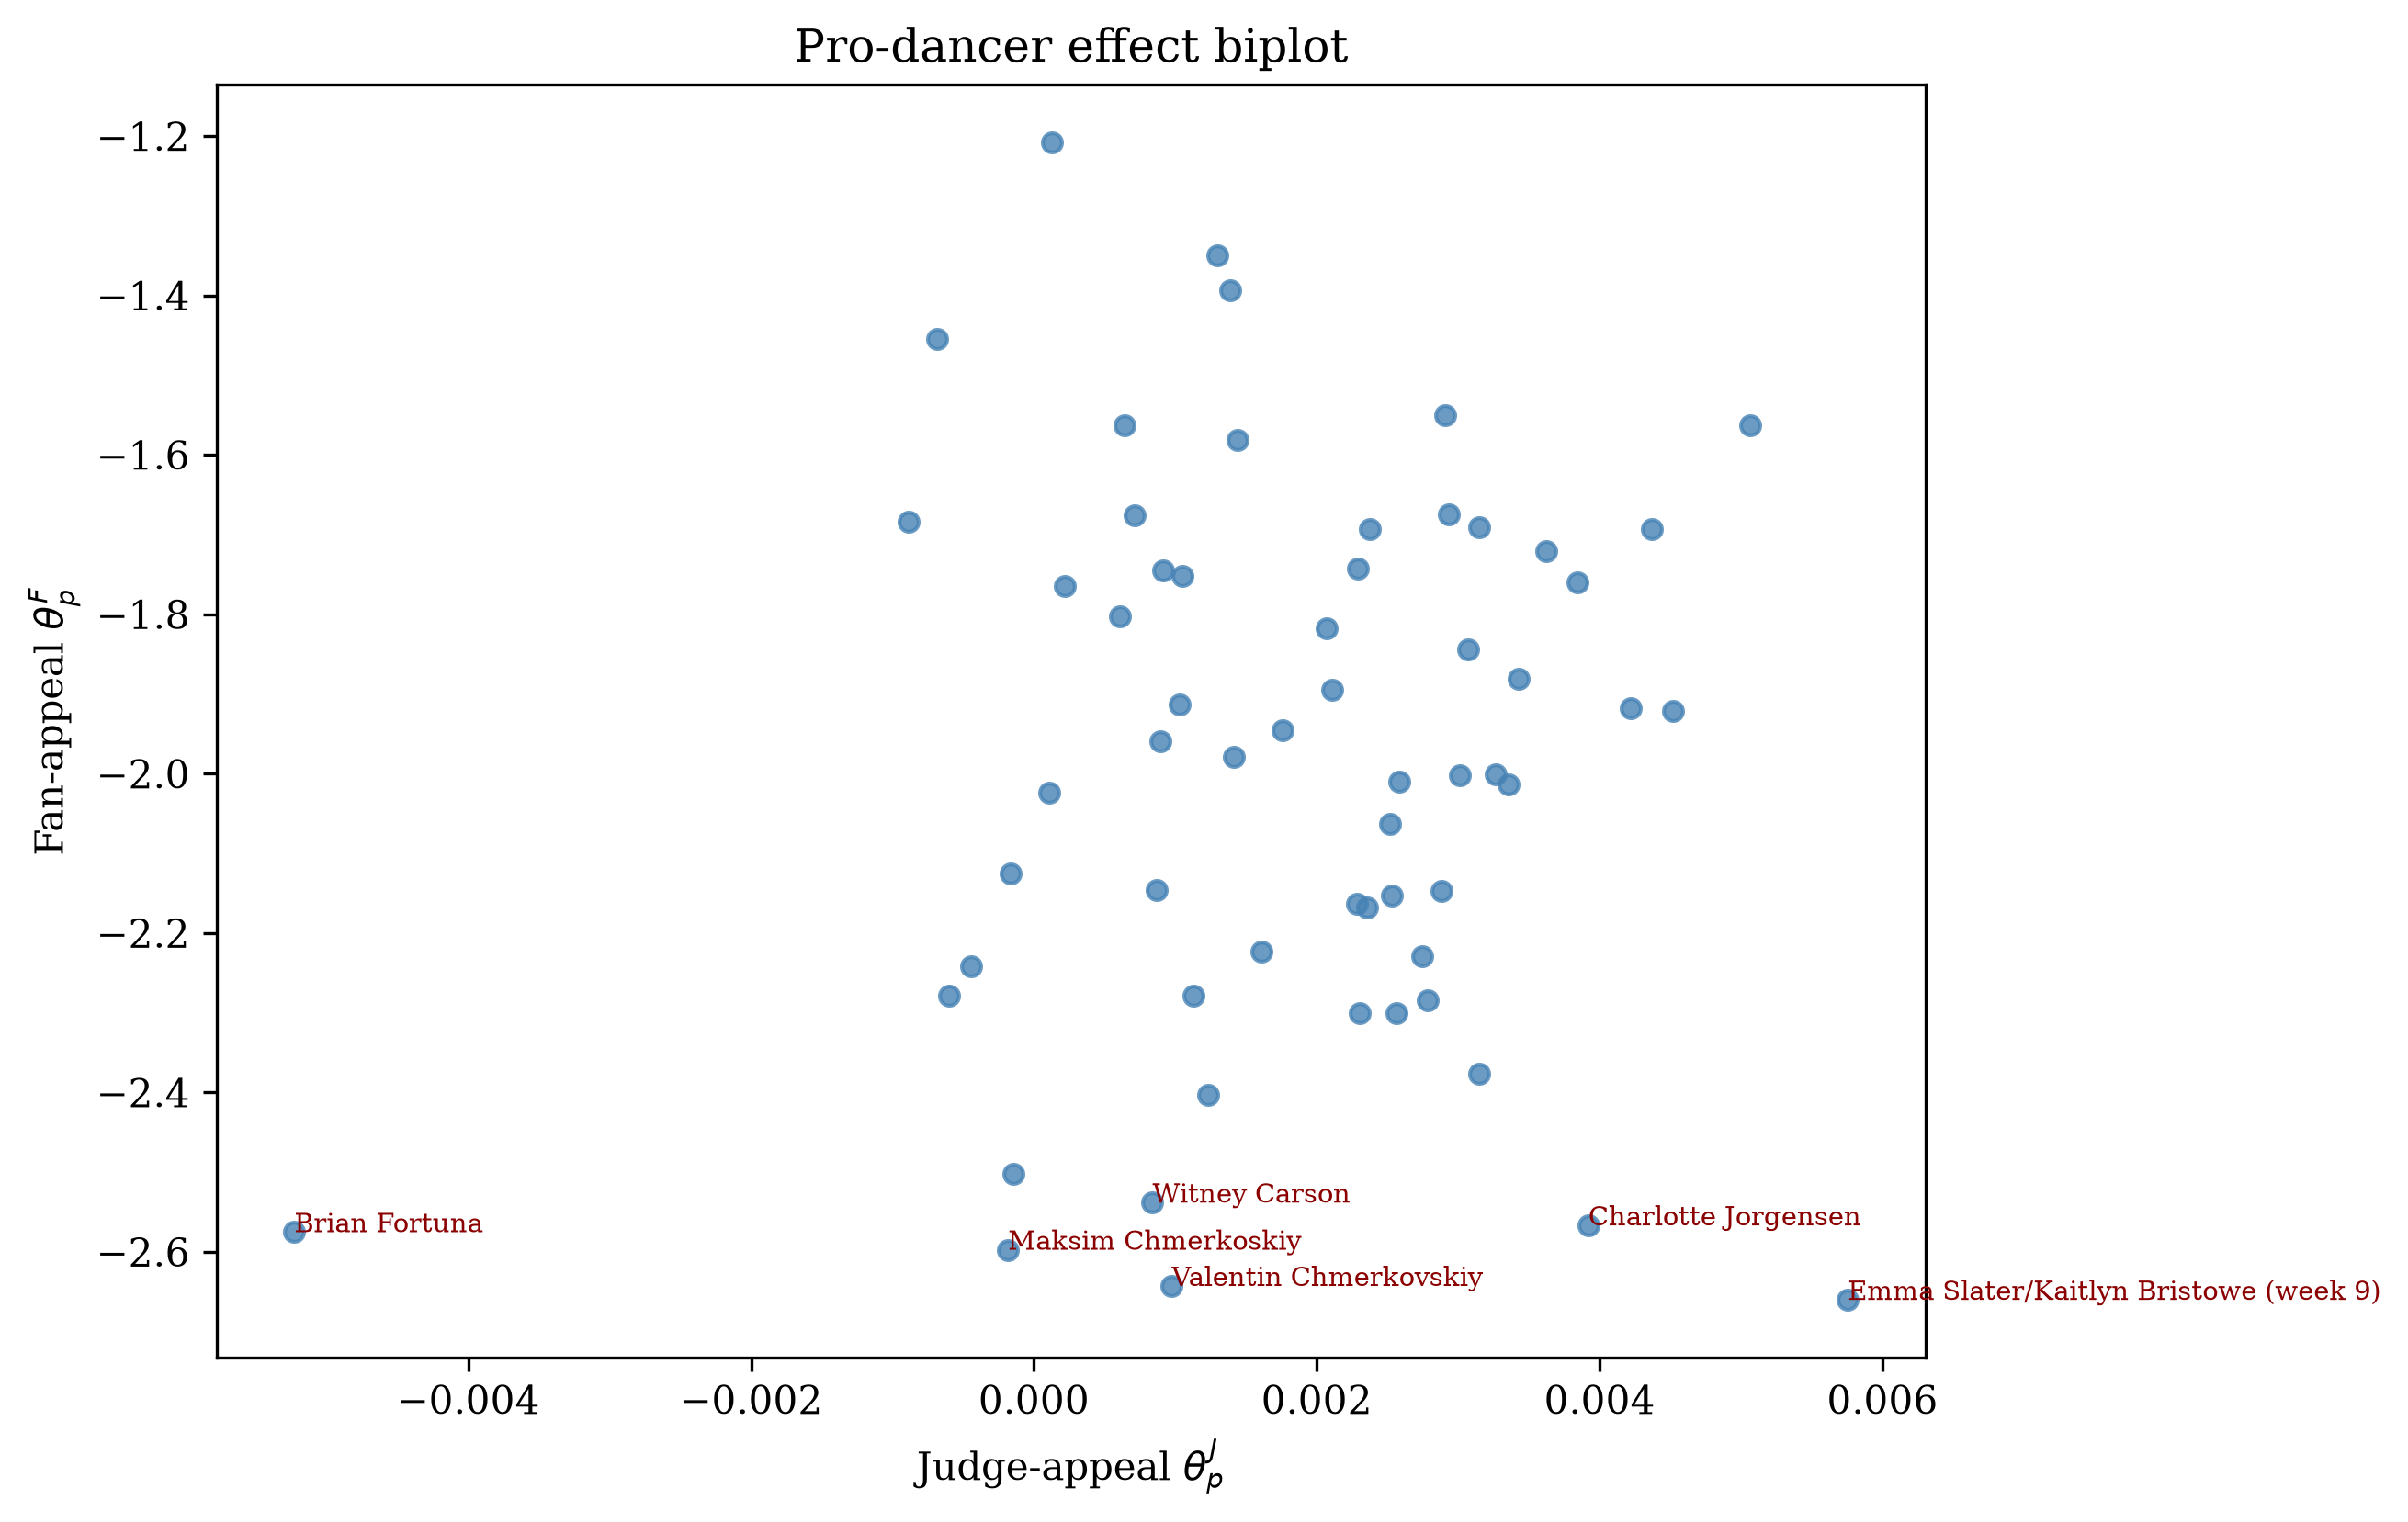 Pro-dancer effect biplot
Fan-appeal θ_p^F
−1.2
−1.4
−1.6
−1.8
−2.0
−2.2
−2.4
−2.6
Witney Carson
Charlotte Jorgensen
Brian Fortuna
Maksim Chmerkoskiy
Valentin Chmerkovskiy
Emma Slater/Kaitlyn Bristowe (week 9)
−0.004 −0.002 0.000 0.002 0.004 0.006
Judge-appeal θ_p^J